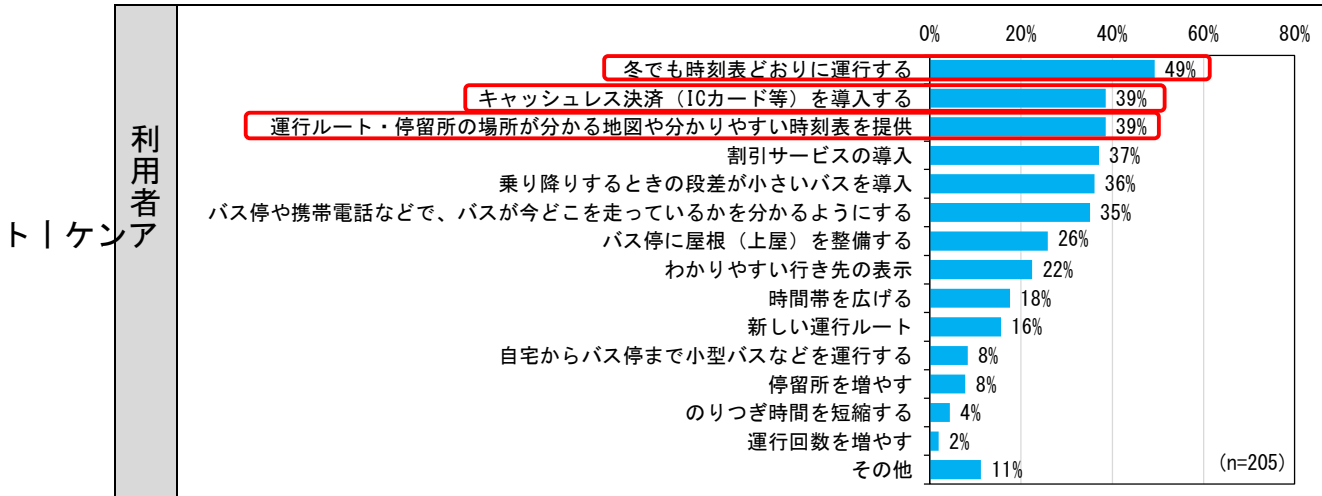 利用者アンケート
0% 20% 40% 60% 80%
冬でも時刻表どおりに運行する 49%
キャッシュレス決済（ICカード等）を導入する 39%
運行ルート・停留所の場所が分かる地図や分かりやすい時刻表を提供 39%
割引サービスの導入 37%
乗り降りするときの段差が小さいバスを導入 36%
バス停や携帯電話などで、バスが今どこを走っているかを分かるようにする 35%
バス停に屋根（上屋）を整備する 26%
わかりやすい行き先の表示 22%
時間帯を広げる 18%
新しい運行ルート 16%
自宅からバス停まで小型バスなどを運行する 8%
停留所を増やす 8%
のりつぎ時間を短縮する 4%
運行回数を増やす 2%
その他 11%
(n=205)